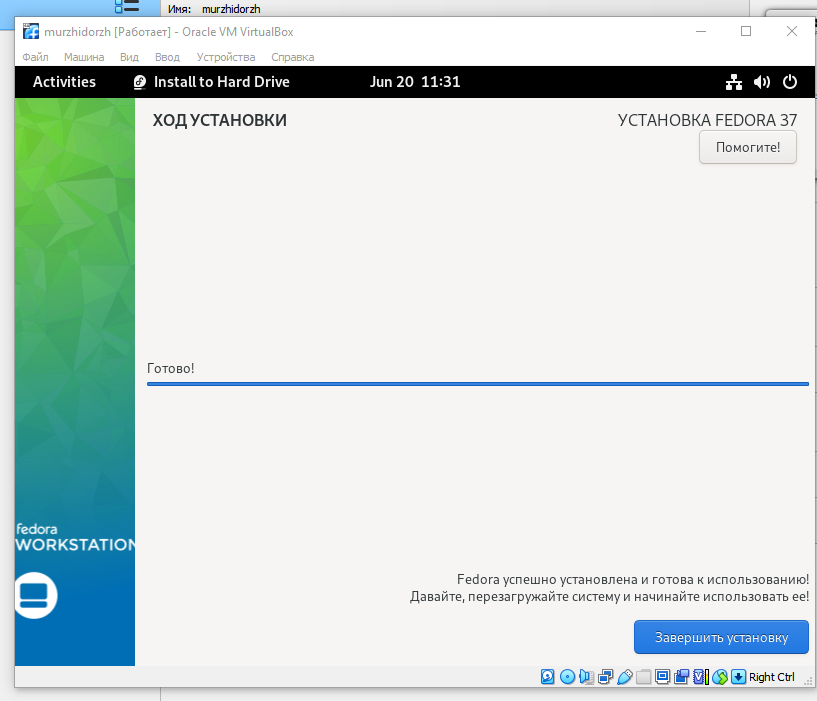 Имя: murzhidorzh
murzhidorzh [Работает] - Oracle VM VirtualBox
Файл Машина Вид Ввод Устройства Справка
Activities Install to Hard Drive Jun 20 11:31
ХОД УСТАНОВКИ
УСТАНОВКА FEDORA 37
Помогите!
Готово!
fedora
WORKSTATION
Fedora успешно установлена и готова к использованию!
Давайте, перезагружайте систему и начинайте использовать ее!
Завершить установку
Right Ctrl